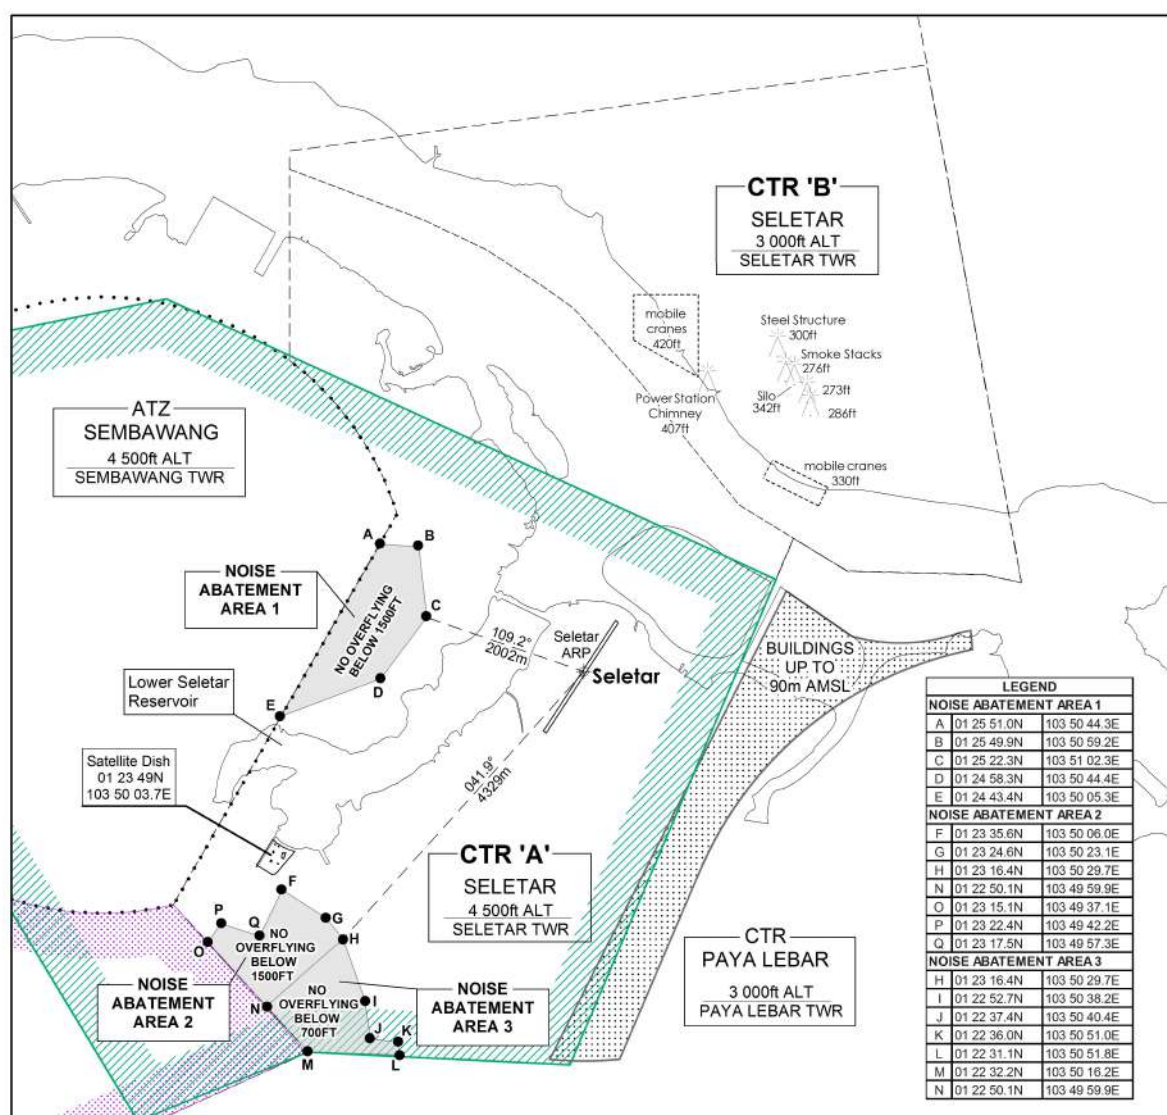 CTR 'B'
SELETAR
3 000ft ALT
SELETAR TWR
mobile
cranes
420ft
Steel Structure
300ft
Smoke Stacks
276ft
273ft
Silo
342ft
286ft
Power Station
Chimney
407ft
mobile cranes
330ft
ATZ
SEMBAWANG
4 500ft ALT
SEMBAWANG TWR
A
B
C
D
E
NOISE
ABATEMENT
AREA 1
NO OVERFLYING
BELOW 1500FT
109.2°
2002m
Seletar
ARP
Seletar
BUILDINGS
UP TO
90m AMSL
Lower Seletar
Reservoir
Satellite Dish
01 23 49N
103 50 03.7E
041.9°
4329m
CTR 'A'
SELETAR
4 500ft ALT
SELETAR TWR
F
G
H
P
Q
O
N
I
J
K
L
M
NO
OVERFLYING
BELOW
1500FT
NO
OVERFLYING
BELOW
700FT
NOISE
ABATEMENT
AREA 2
NOISE
ABATEMENT
AREA 3
CTR
PAYA LEBAR
3 000ft ALT
PAYA LEBAR TWR
LEGEND
NOISE ABATEMENT AREA 1
A 01 25 51.0N 103 50 44.3E
B 01 25 49.9N 103 50 59.2E
C 01 25 22.3N 103 51 02.3E
D 01 24 58.3N 103 50 44.4E
E 01 24 43.4N 103 50 05.3E
NOISE ABATEMENT AREA 2
F 01 23 35.6N 103 50 06.0E
G 01 23 24.6N 103 50 23.1E
H 01 23 16.4N 103 50 29.7E
N 01 22 50.1N 103 49 59.9E
O 01 23 15.1N 103 49 37.1E
P 01 23 22.4N 103 49 42.2E
Q 01 23 17.5N 103 49 57.3E
NOISE ABATEMENT AREA 3
H 01 23 16.4N 103 50 29.7E
I 01 22 52.7N 103 50 38.2E
J 01 22 37.4N 103 50 40.4E
K 01 22 36.0N 103 50 51.0E
L 01 22 31.1N 103 50 51.8E
M 01 22 32.2N 103 50 16.2E
N 01 22 50.1N 103 49 59.9E